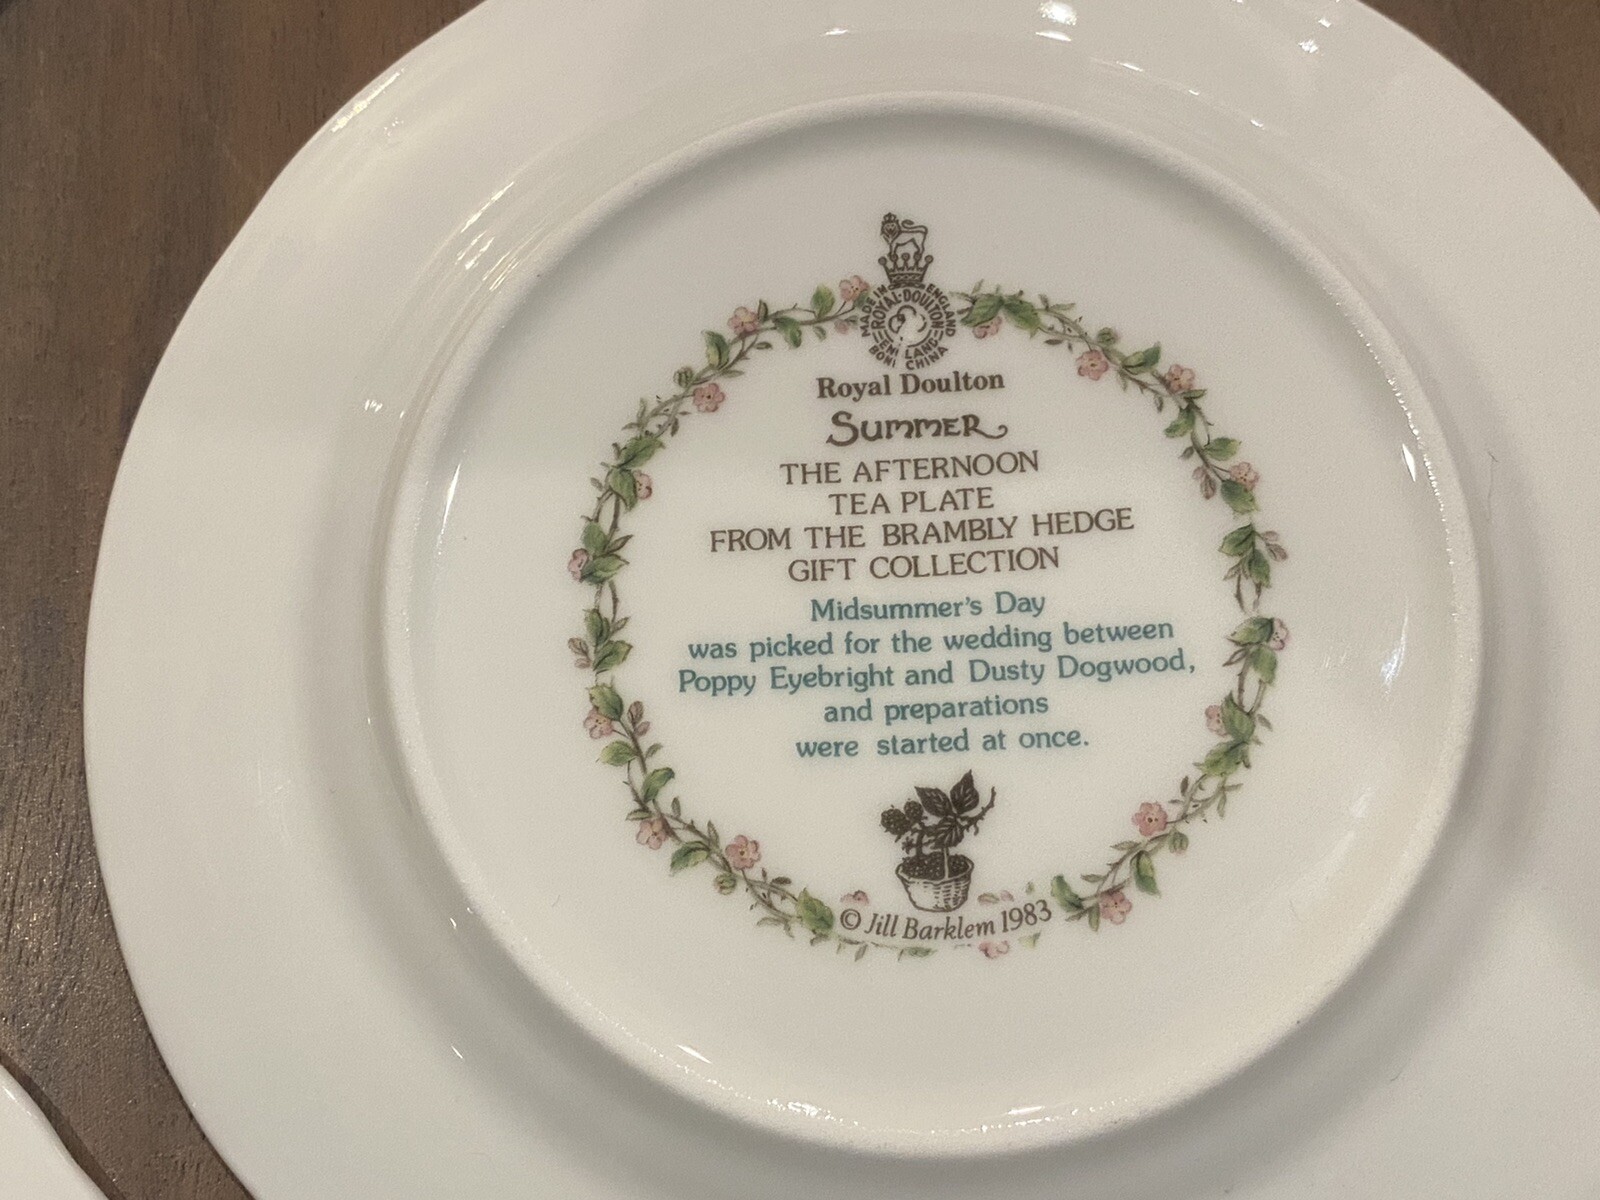 MADE IN ENGLAND
ROYAL·DOULTON
BONE CHINA
Royal Doulton
SUMMER
THE AFTERNOON
TEA PLATE
FROM THE BRAMBLY HEDGE
GIFT COLLECTION
Midsummer's Day
was picked for the wedding between
Poppy Eyebright and Dusty Dogwood,
and preparations
were started at once.
© Jill Barklem 1983